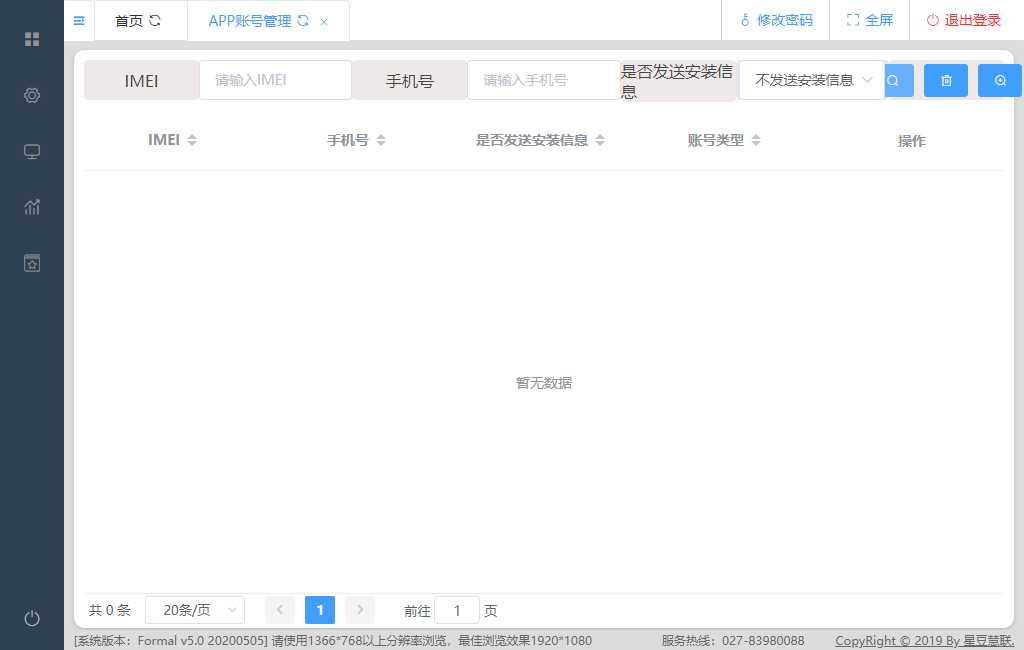 首页 APP账号管理 修改密码 全屏 退出登录
IMEI 请输入IMEI 手机号 请输入手机号 是否发送安装信息 不发送安装信息
IMEI 手机号 是否发送安装信息 账号类型 操作
暂无数据
共 0 条 20条/页 1 前往 1 页
[系统版本：Formal v5.0 20200505] 请使用1366*768以上分辨率浏览，最佳浏览效果1920*1080 服务热线：027-83980088 CopyRight © 2019 By 星豆慧联.